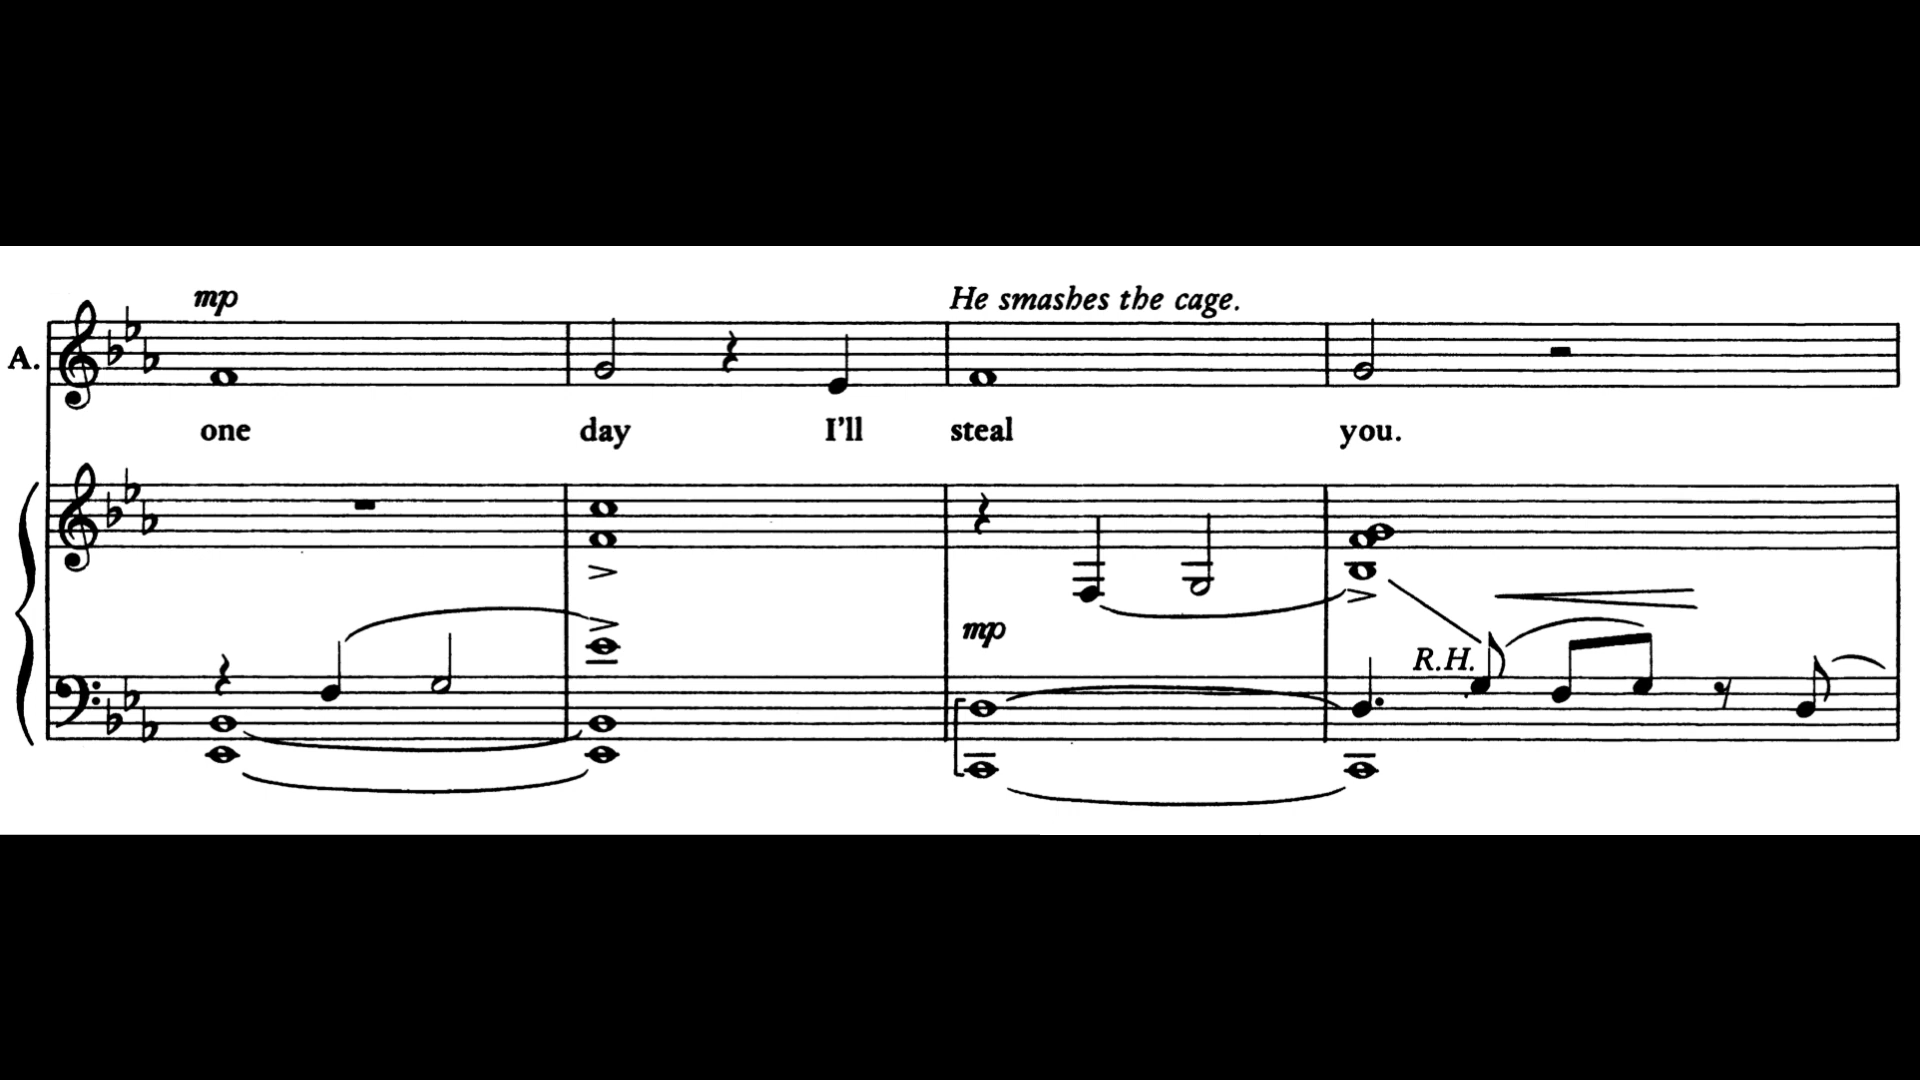 mp He smashes the cage.
A.
one day I'll steal you.
mp
R.H.